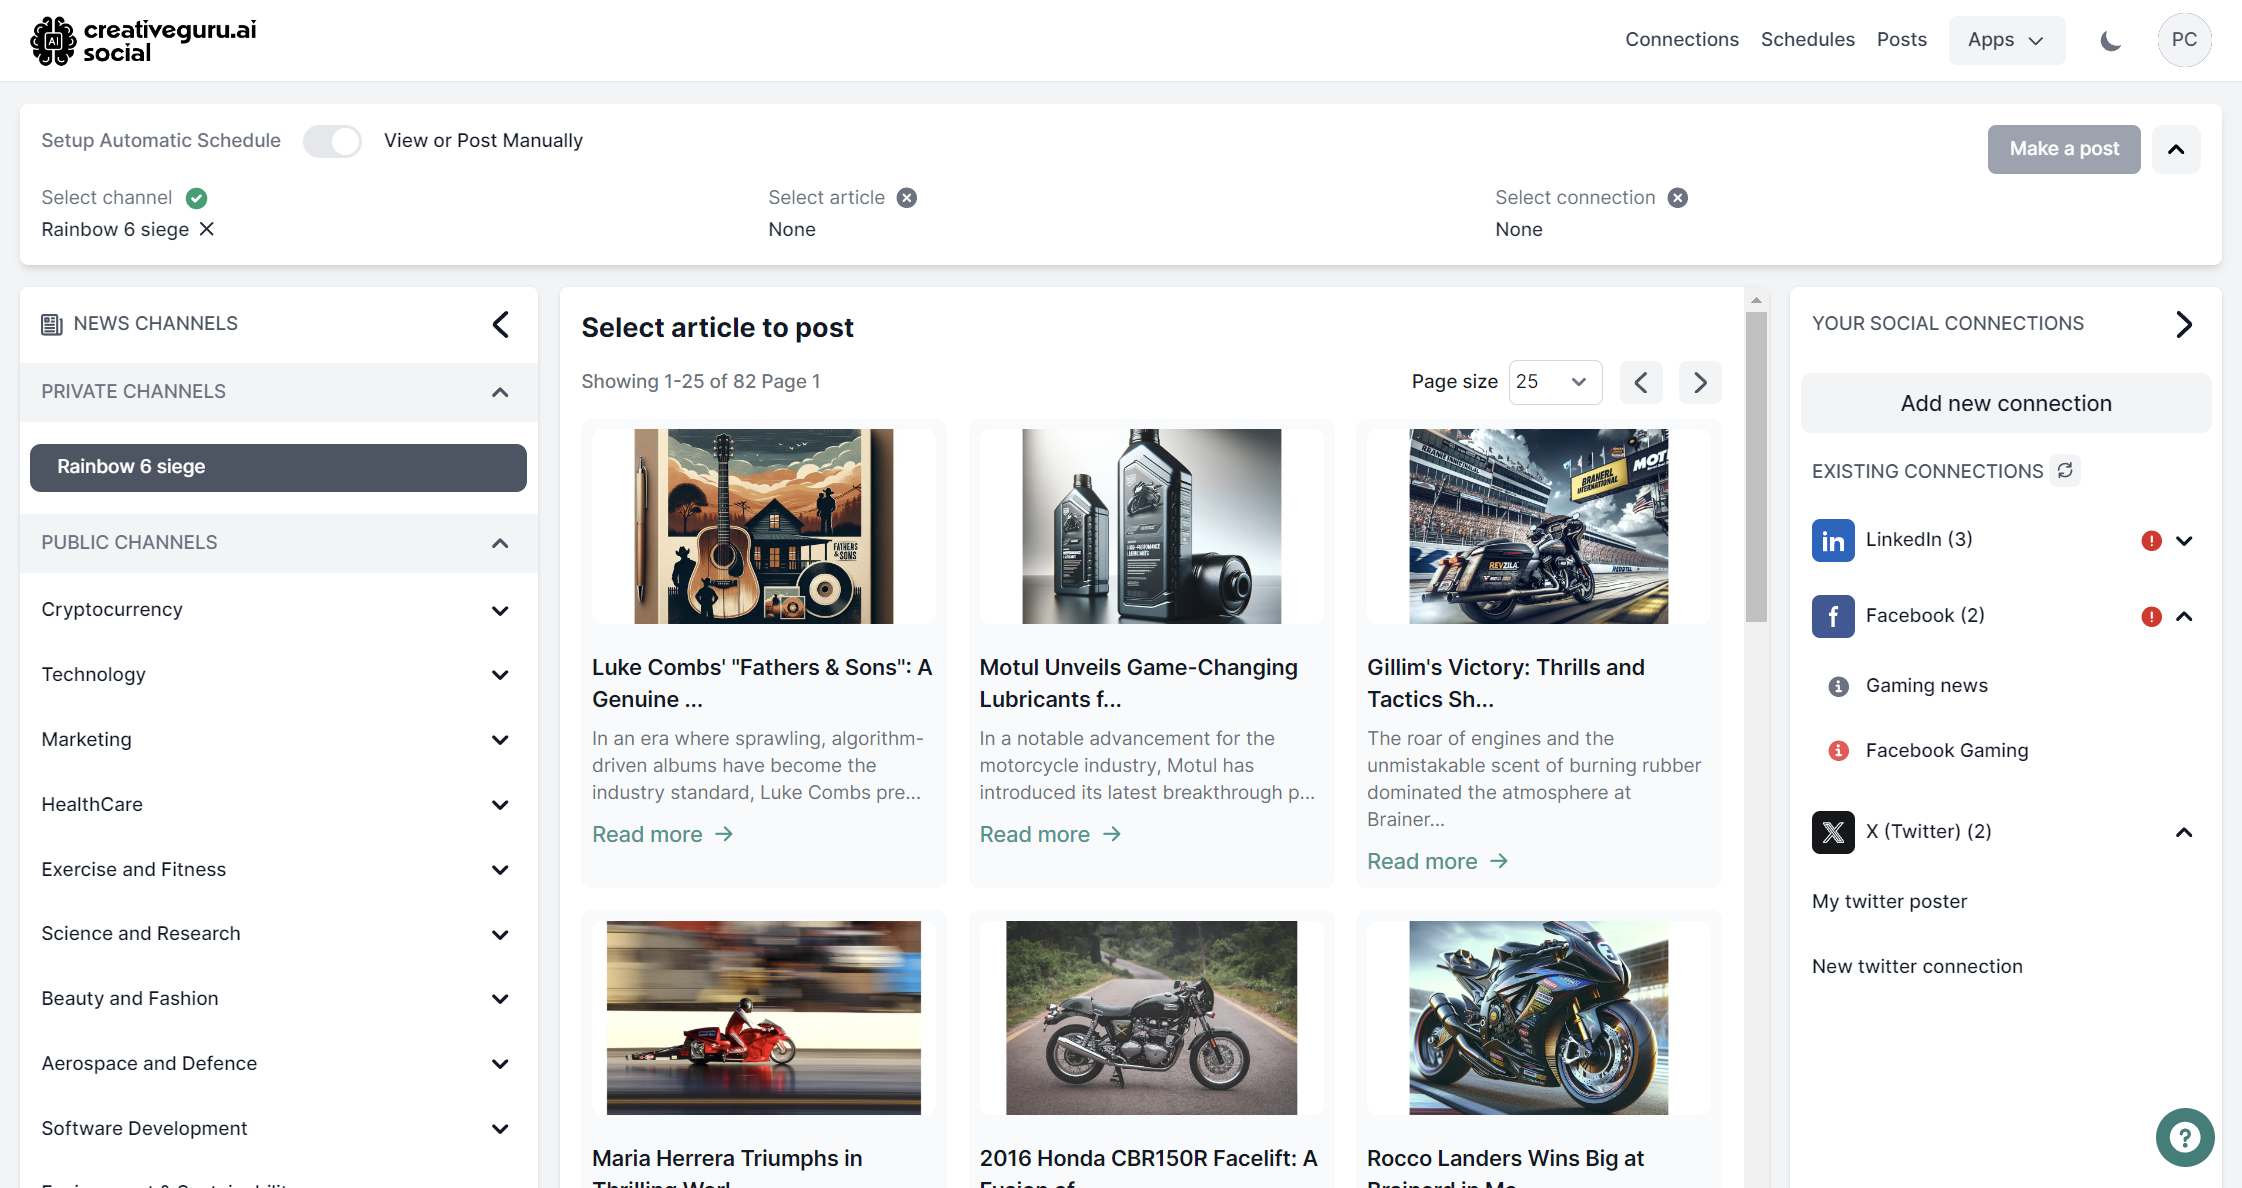 creativeguru.ai
social
Connections
Schedules
Posts
Apps
PC
Setup Automatic Schedule
View or Post Manually
Make a post
Select channel
Rainbow 6 siege
Select article
None
Select connection
None
NEWS CHANNELS
PRIVATE CHANNELS
Rainbow 6 siege
PUBLIC CHANNELS
Cryptocurrency
Technology
Marketing
HealthCare
Exercise and Fitness
Science and Research
Beauty and Fashion
Aerospace and Defence
Software Development
Select article to post
Showing 1-25 of 82 Page 1
Page size
25
FATHERS
& SONS
Luke Combs' "Fathers & Sons": A
Genuine ...
In an era where sprawling, algorithm-
driven albums have become the
industry standard, Luke Combs pre...
Read more
Motul Unveils Game-Changing
Lubricants f...
In a notable advancement for the
motorcycle industry, Motul has
introduced its latest breakthrough p...
Read more
BRAINERL
INTERNATIONAL
MOT
REVZILA
Gillim's Victory: Thrills and
Tactics Sh...
The roar of engines and the
unmistakable scent of burning rubber
dominated the atmosphere at
Brainer...
Read more
Maria Herrera Triumphs in
Thrilling Worl...
2016 Honda CBR150R Facelift: A
Fusion of
Rocco Landers Wins Big at
Brainerd in Mo...
YOUR SOCIAL CONNECTIONS
Add new connection
EXISTING CONNECTIONS
in
LinkedIn (3)
f
Facebook (2)
Gaming news
Facebook Gaming
X (Twitter) (2)
My twitter poster
New twitter connection
?